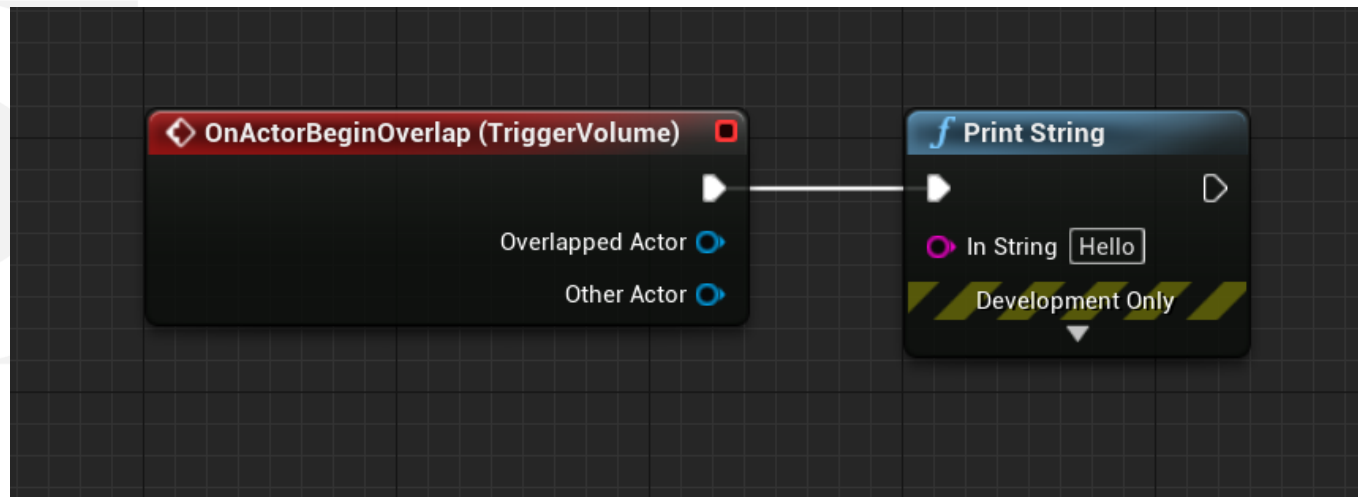 OnActorBeginOverlap (TriggerVolume)
Overlapped Actor
Other Actor
f Print String
In String Hello
Development Only